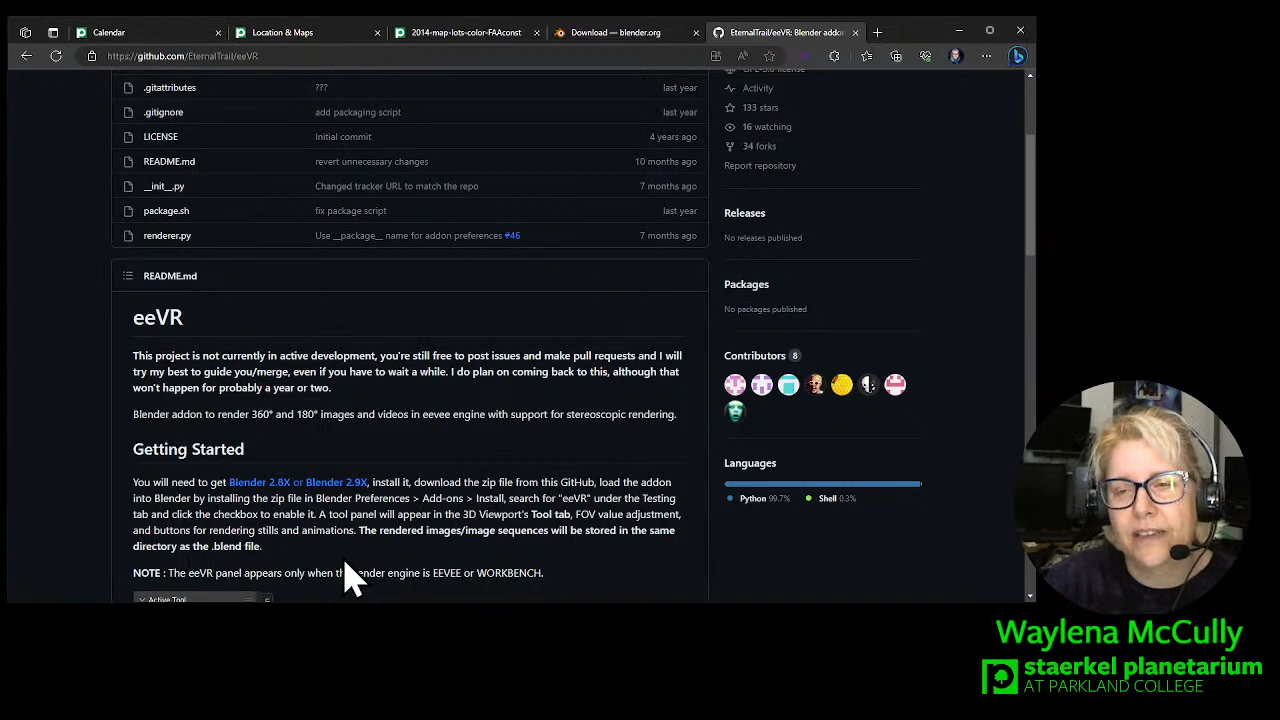 Calendar
Location & Maps
2014-map-lots-color-FAAconst
Download — blender.org
EternalTrail/eeVR: Blender addo
https://github.com/EternalTrail/eeVR
GPL-3.0 license
.gitattributes ??? last year
Activity
.gitignore add packaging script last year
133 stars
16 watching
LICENSE Initial commit 4 years ago
34 forks
README.md revert unnecessary changes 10 months ago
Report repository
__init__.py Changed tracker URL to match the repo 7 months ago
package.sh fix package script last year
Releases
renderer.py Use __package__ name for addon preferences #46 7 months ago
No releases published
README.md
Packages
No packages published
eeVR
This project is not currently in active development, you're still free to post issues and make pull requests and I will
try my best to guide you/merge, even if you have to wait a while. I do plan on coming back to this, although that
won't happen for probably a year or two.
Contributors 8
Blender addon to render 360° and 180° images and videos in eevee engine with support for stereoscopic rendering.
Getting Started
Languages
You will need to get Blender 2.8X or Blender 2.9X, install it, download the zip file from this GitHub, load the addon
into Blender by installing the zip file in Blender Preferences > Add-ons > Install, search for "eeVR" under the Testing
tab and click the checkbox to enable it. A tool panel will appear in the 3D Viewport's Tool tab, FOV value adjustment,
and buttons for rendering stills and animations. The rendered images/image sequences will be stored in the same
directory as the .blend file.
Python 99.7% Shell 0.3%
NOTE : The eeVR panel appears only when the render engine is EEVEE or WORKBENCH.
Active Tool
Waylena McCully
staerkel planetarium
AT PARKLAND COLLEGE